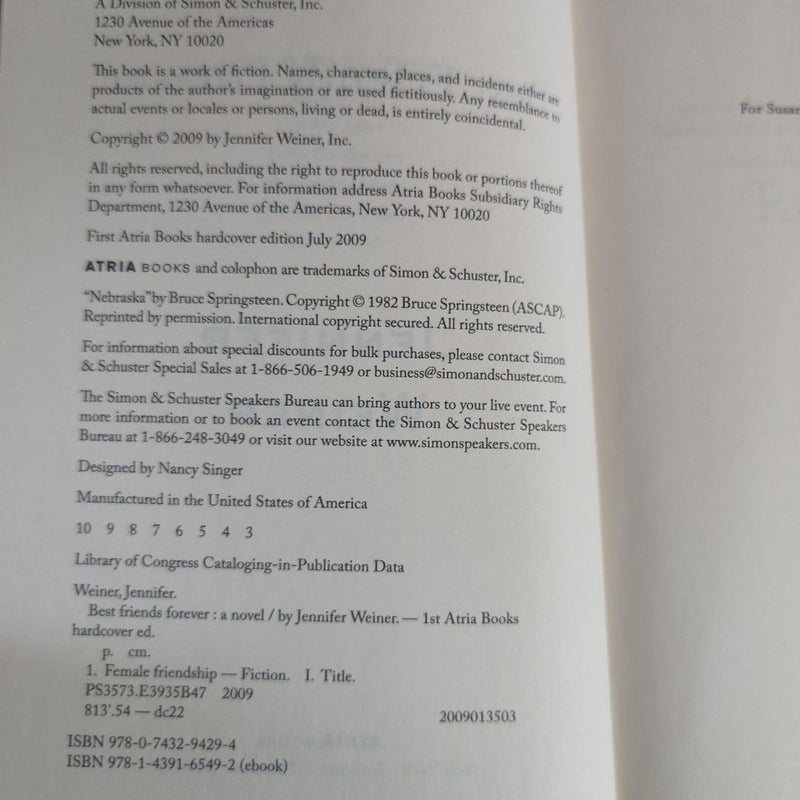 A Division of Simon & Schuster, Inc.
1230 Avenue of the Americas
New York, NY 10020
This book is a work of fiction. Names, characters, places, and incidents either are
products of the author's imagination or are used fictitiously. Any resemblance to
actual events or locales or persons, living or dead, is entirely coincidental.
Copyright © 2009 by Jennifer Weiner, Inc.
All rights reserved, including the right to reproduce this book or portions thereof
in any form whatsoever. For information address Atria Books Subsidiary Rights
Department, 1230 Avenue of the Americas, New York, NY 10020
First Atria Books hardcover edition July 2009
ATRIA BOOKS and colophon are trademarks of Simon & Schuster, Inc.
"Nebraska" by Bruce Springsteen. Copyright © 1982 Bruce Springsteen (ASCAP).
Reprinted by permission. International copyright secured. All rights reserved.
For information about special discounts for bulk purchases, please contact Simon
& Schuster Special Sales at 1-866-506-1949 or business@simonandschuster.com.
The Simon & Schuster Speakers Bureau can bring authors to your live event. For
more information or to book an event contact the Simon & Schuster Speakers
Bureau at 1-866-248-3049 or visit our website at www.simonspeakers.com.
Designed by Nancy Singer
Manufactured in the United States of America
10 9 8 7 6 5 4 3
Library of Congress Cataloging-in-Publication Data
Weiner, Jennifer.
Best friends forever : a novel / by Jennifer Weiner. — 1st Atria Books
hardcover ed.
p. cm.
1. Female friendship — Fiction. I. Title.
PS3573.E3935B47 2009
813'.54 — dc22 2009013503
ISBN 978-0-7432-9429-4
ISBN 978-1-4391-6549-2 (ebook)
For Susan